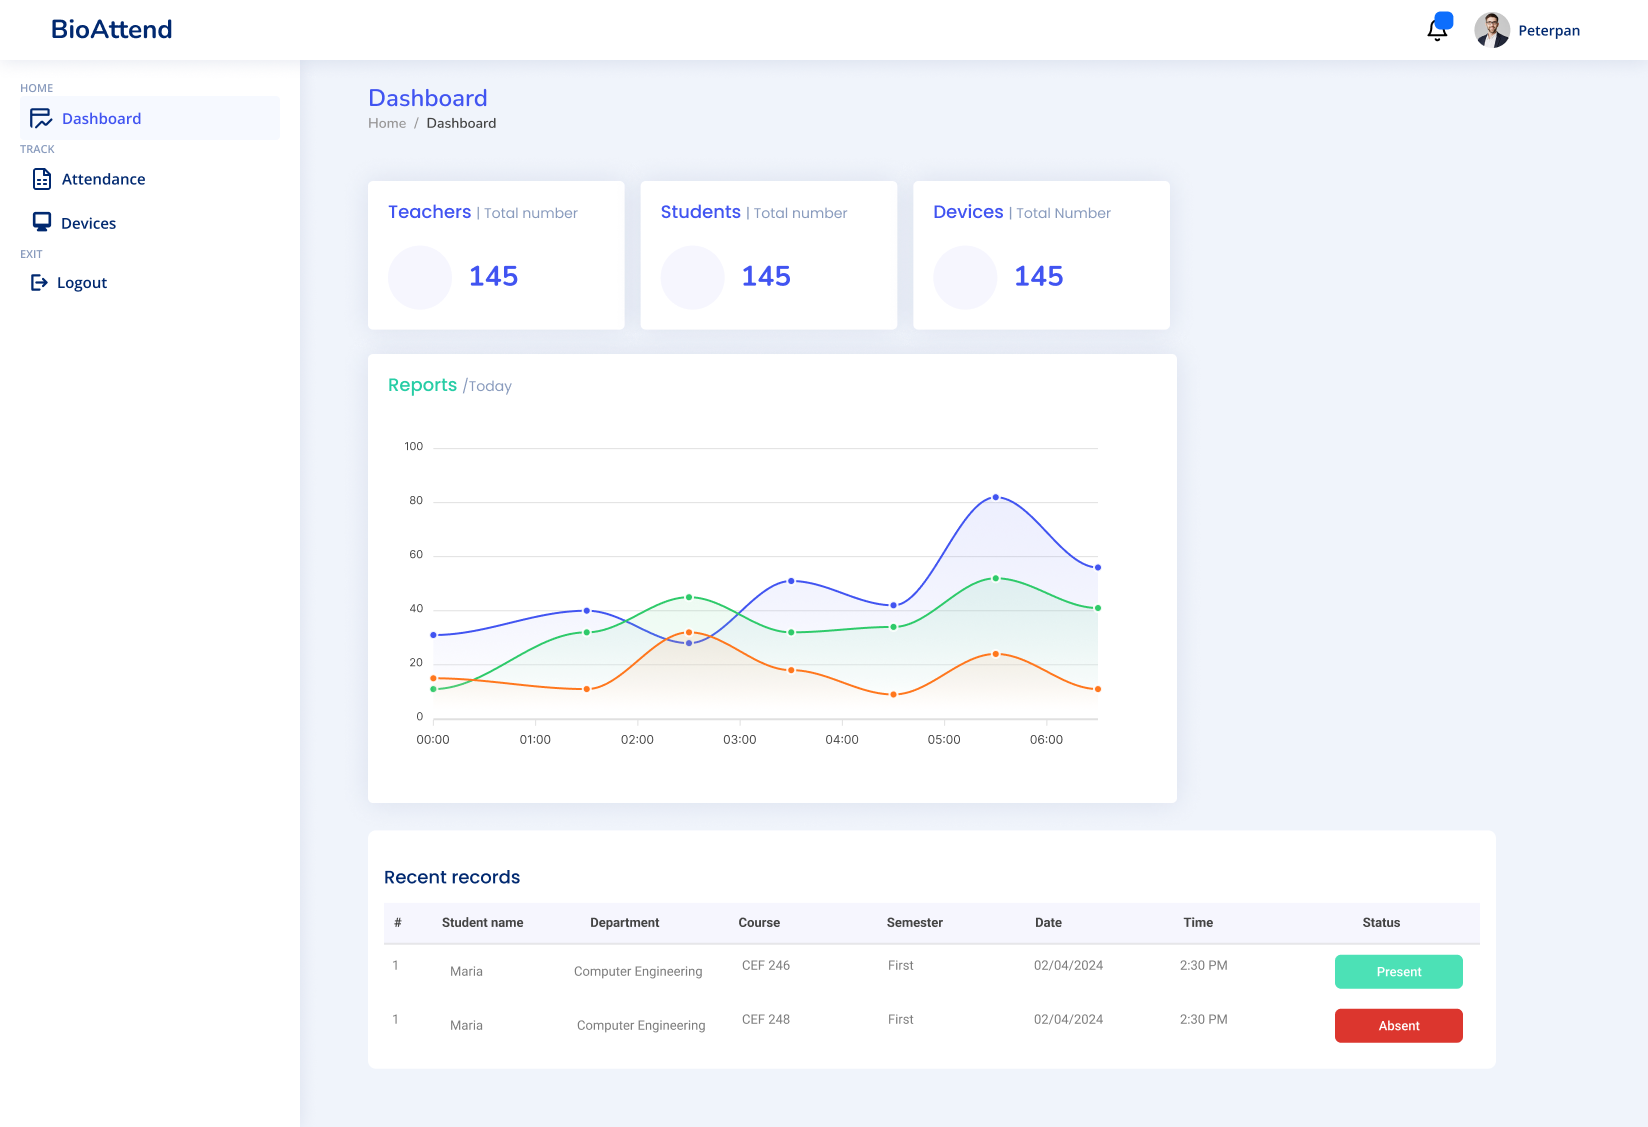 BioAttend
Peterpan
HOME
Dashboard
TRACK
Attendance
Devices
EXIT
Logout
Dashboard
Home / Dashboard
Teachers | Total number
145
Students | Total number
145
Devices | Total Number
145
Reports /Today
100
80
60
40
20
0
00:00 01:00 02:00 03:00 04:00 05:00 06:00
Recent records
# Student name Department Course Semester Date Time Status
1 Maria Computer Engineering CEF 246 First 02/04/2024 2:30 PM Present
1 Maria Computer Engineering CEF 248 First 02/04/2024 2:30 PM Absent